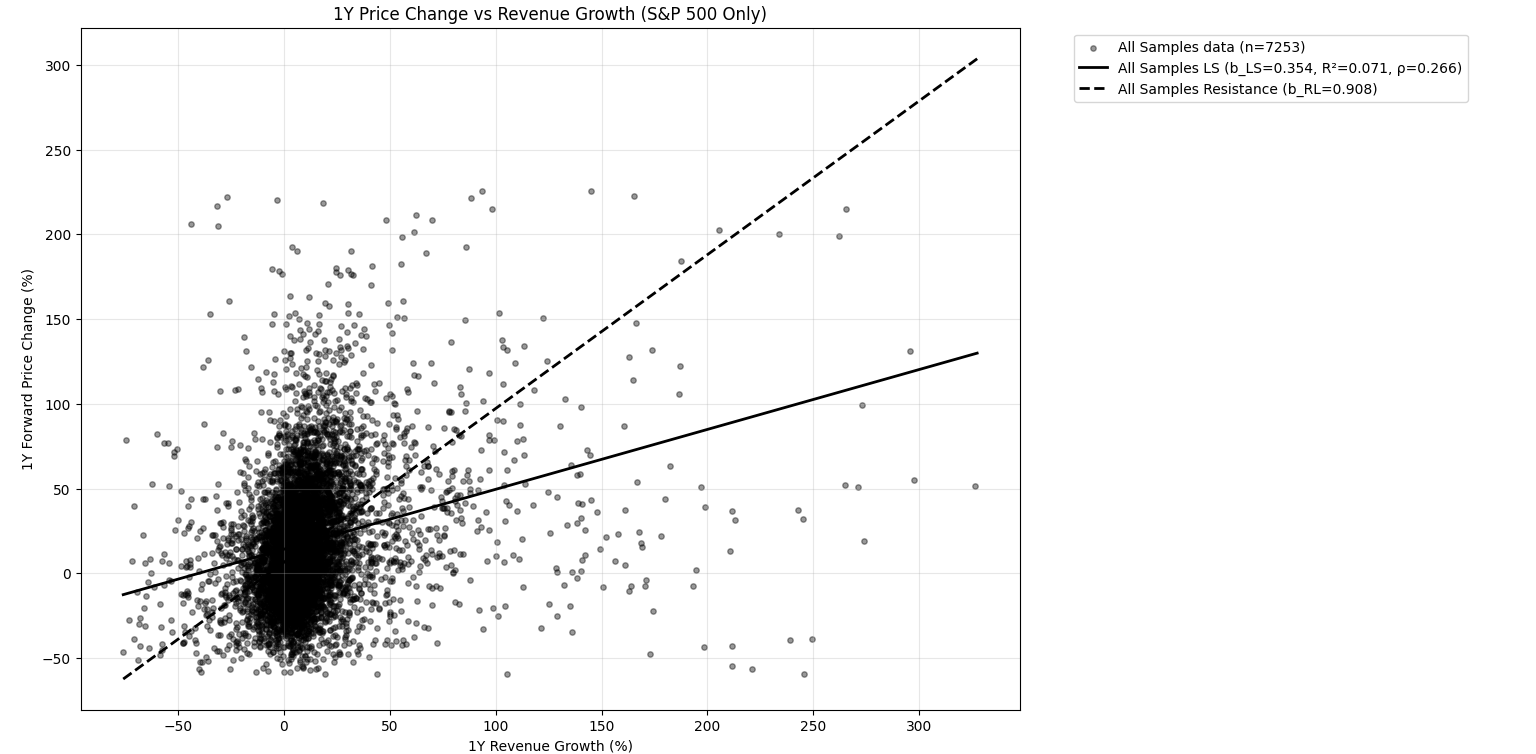 1Y Price Change vs Revenue Growth (S&P 500 Only)
All Samples data (n=7253)
All Samples LS (b_LS=0.354, R²=0.071, ρ=0.266)
All Samples Resistance (b_RL=0.908)
1Y Forward Price Change (%)
300
250
200
150
100
50
0
−50
−50
0
50
100
150
200
250
300
1Y Revenue Growth (%)